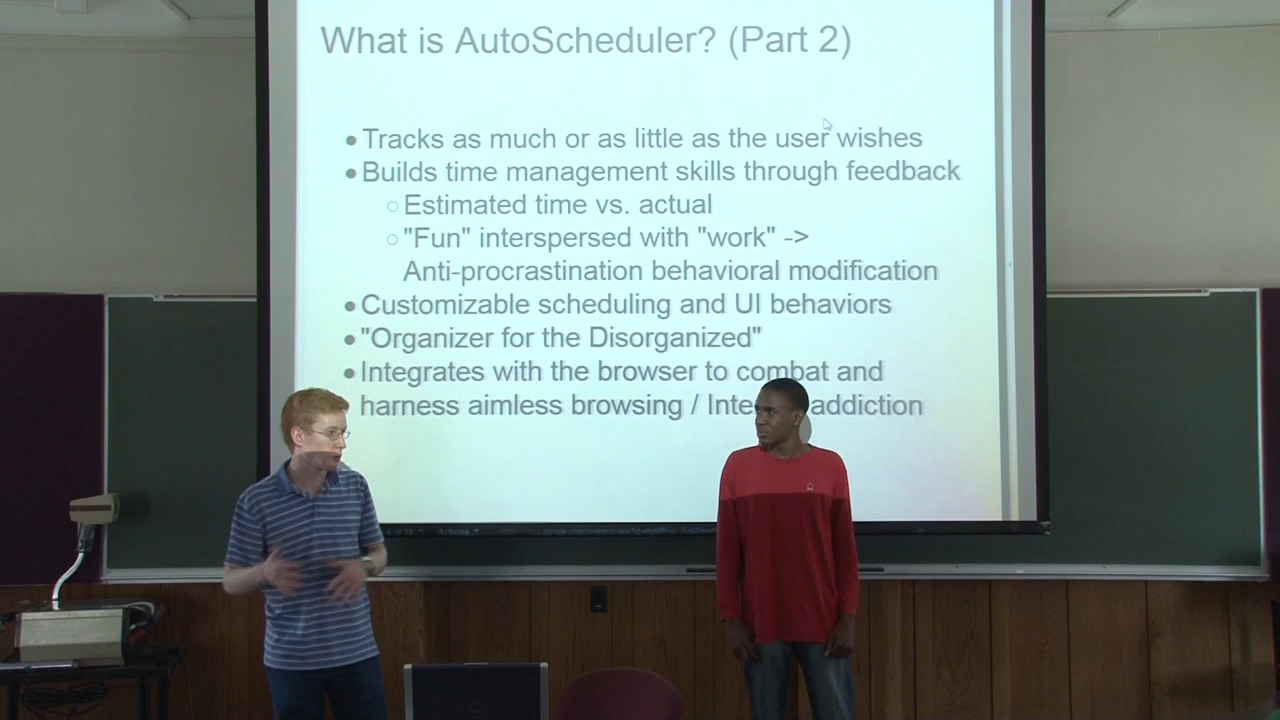 What is AutoScheduler? (Part 2)
● Tracks as much or as little as the user wishes
● Builds time management skills through feedback
○ Estimated time vs. actual
○ "Fun" interspersed with "work" ->
Anti-procrastination behavioral modification
● Customizable scheduling and UI behaviors
● "Organizer for the Disorganized"
● Integrates with the browser to combat and
harness aimless browsing / Inte addiction
Actions